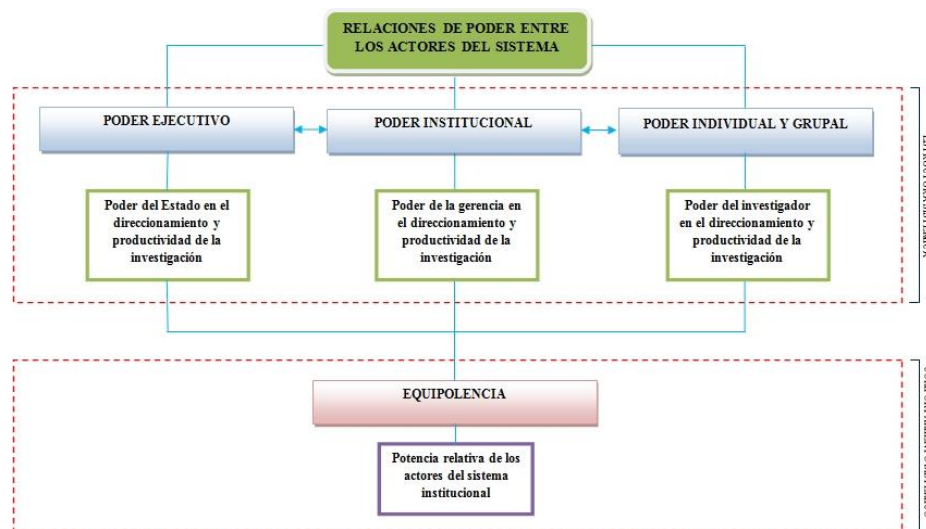 RELACIONES DE PODER ENTRE
LOS ACTORES DEL SISTEMA
PODER EJECUTIVO
PODER INSTITUCIONAL
PODER INDIVIDUAL Y GRUPAL
Poder del Estado en el
direccionamiento y
productividad de la
investigación
Poder de la gerencia en
el direccionamiento y
productividad de la
investigación
Poder del investigador
en el direccionamiento y
productividad de la
investigación
EQUIPOLENCIA
Potencia relativa de los
actores del sistema
institucional